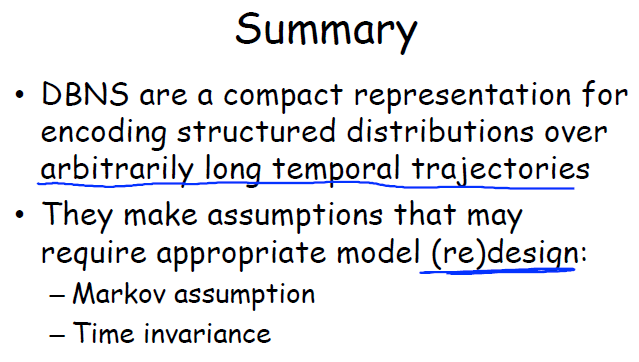 Summary
• DBNS are a compact representation for
encoding structured distributions over
arbitrarily long temporal trajectories
• They make assumptions that may
require appropriate model (re)design:
– Markov assumption
– Time invariance